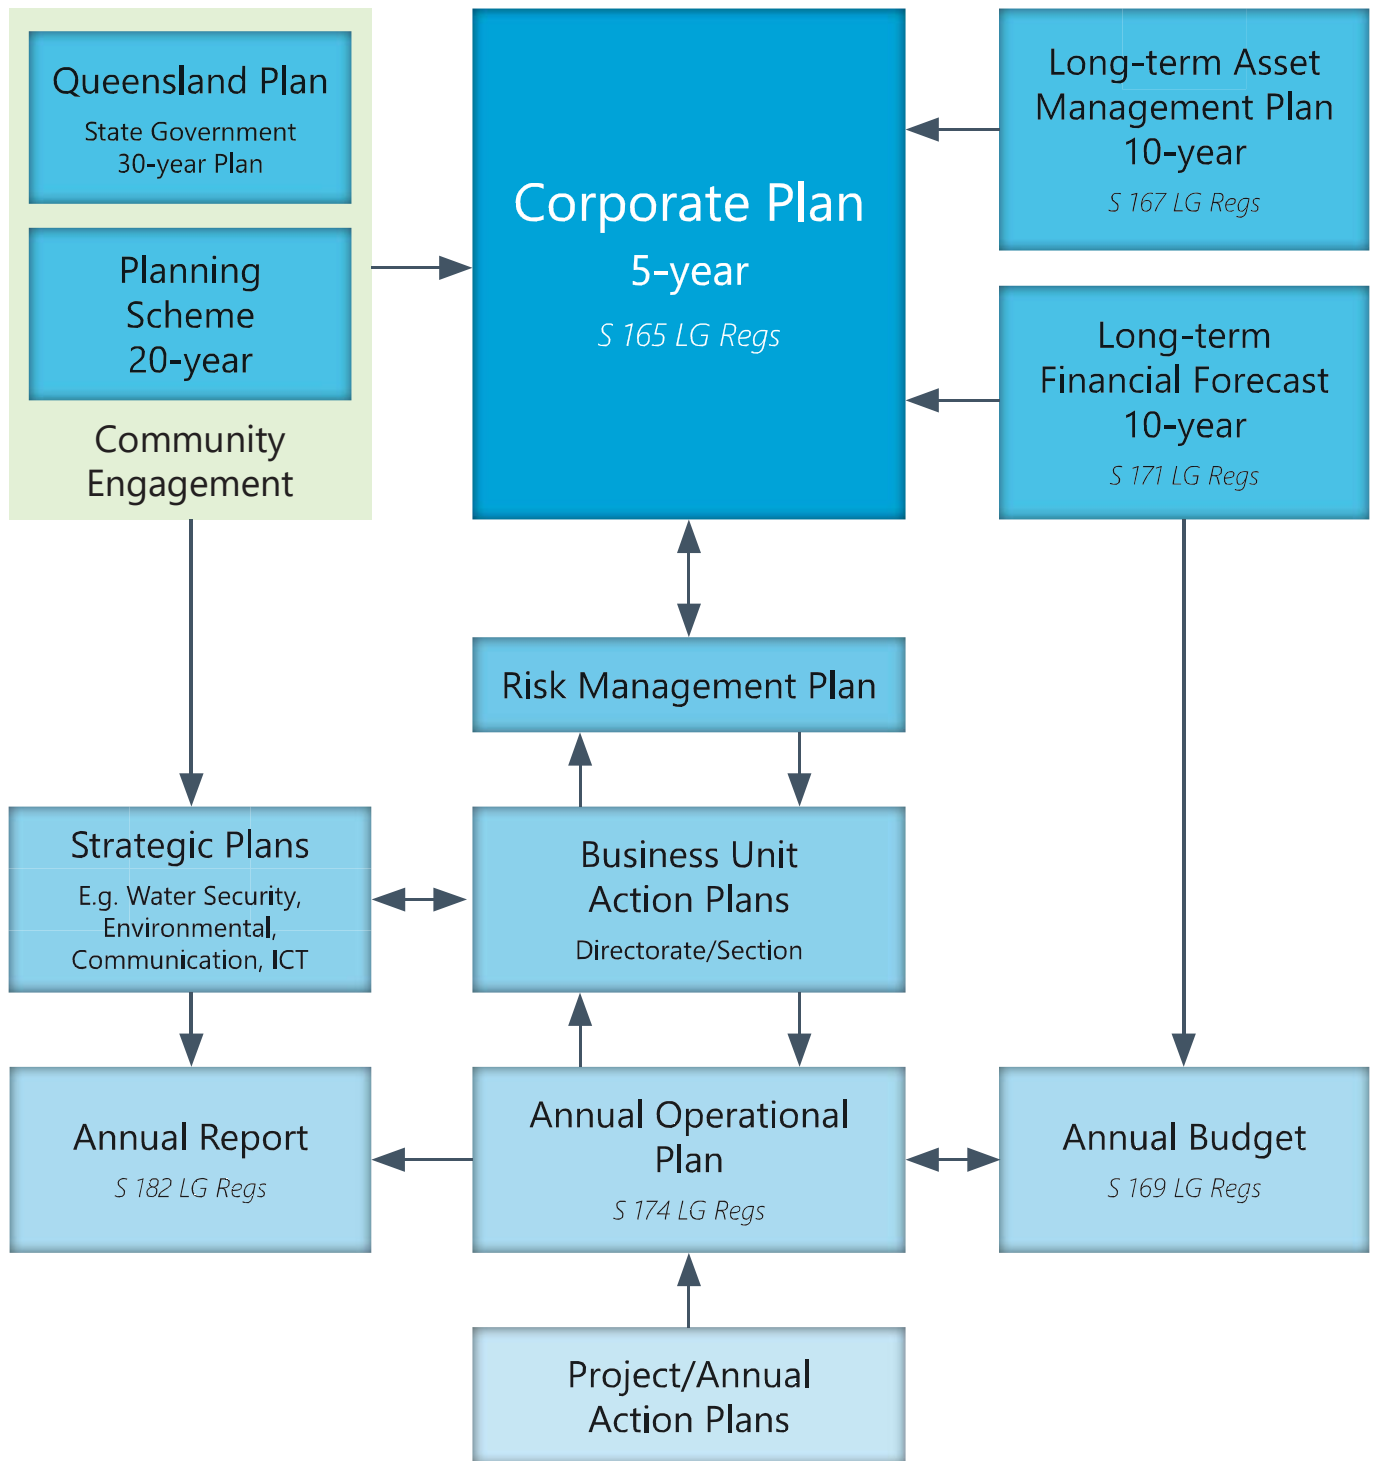 Queensland Plan
State Government
30-year Plan
Planning
Scheme
20-year
Community
Engagement
Corporate Plan
5-year
S 165 LG Regs
Long-term Asset
Management Plan
10-year
S 167 LG Regs
Long-term
Financial Forecast
10-year
S 171 LG Regs
Risk Management Plan
Strategic Plans
E.g. Water Security,
Environmental,
Communication, ICT
Business Unit
Action Plans
Directorate/Section
Annual Report
S 182 LG Regs
Annual Operational
Plan
S 174 LG Regs
Annual Budget
S 169 LG Regs
Project/Annual
Action Plans